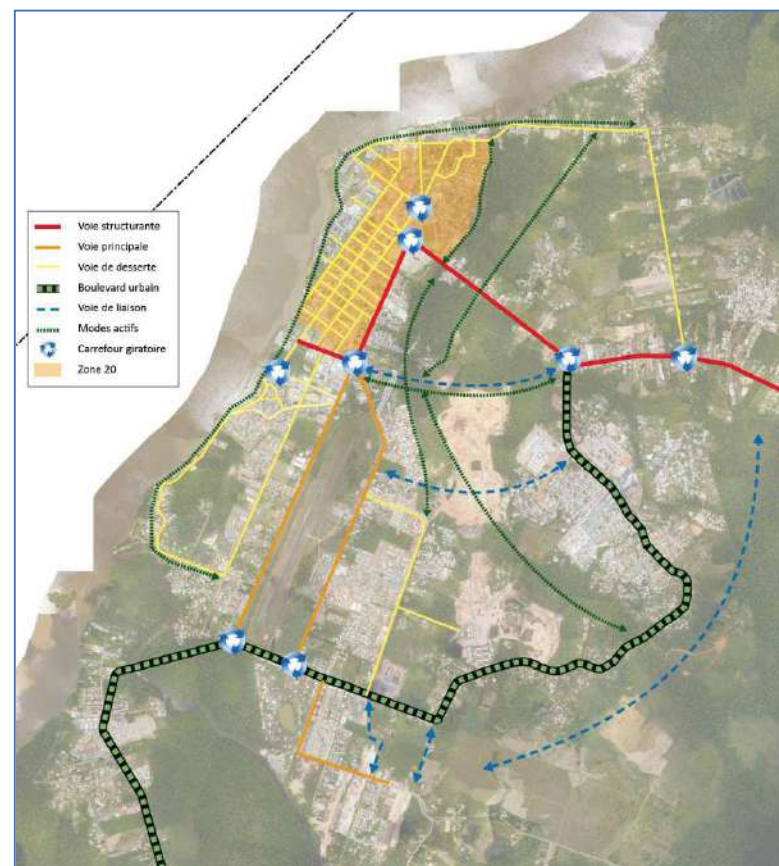 Voie structurante
Voie principale
Voie de desserte
Boulevard urbain
Voie de liaison
Modes actifs
Carrefour giratoire
Zone 20